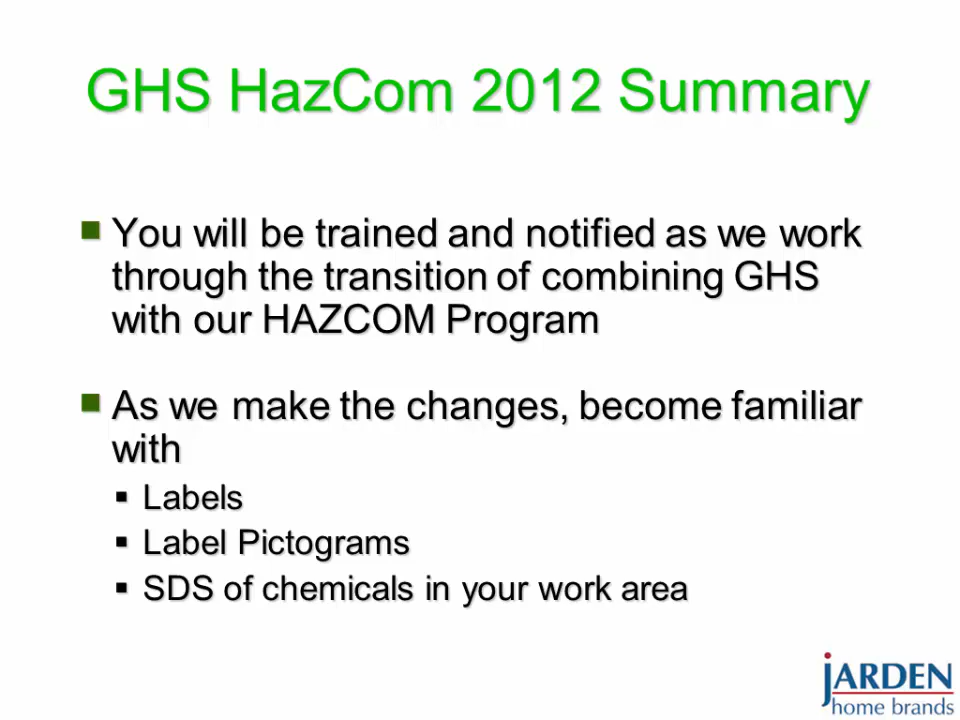 GHS HazCom 2012 Summary
You will be trained and notified as we work
through the transition of combining GHS
with our HAZCOM Program
As we make the changes, become familiar
with
Labels
Label Pictograms
SDS of chemicals in your work area
jARDEN
home brands